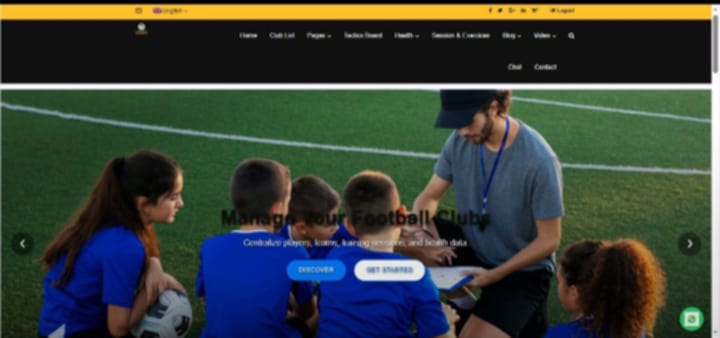 English
Logout
Home Club List Pages Tactics Board Health Session & Exercises Blog Video
Chat Contact
Manage Your Football Clubs
Centralize players, teams, training sessions, and health data
DISCOVER GET STARTED